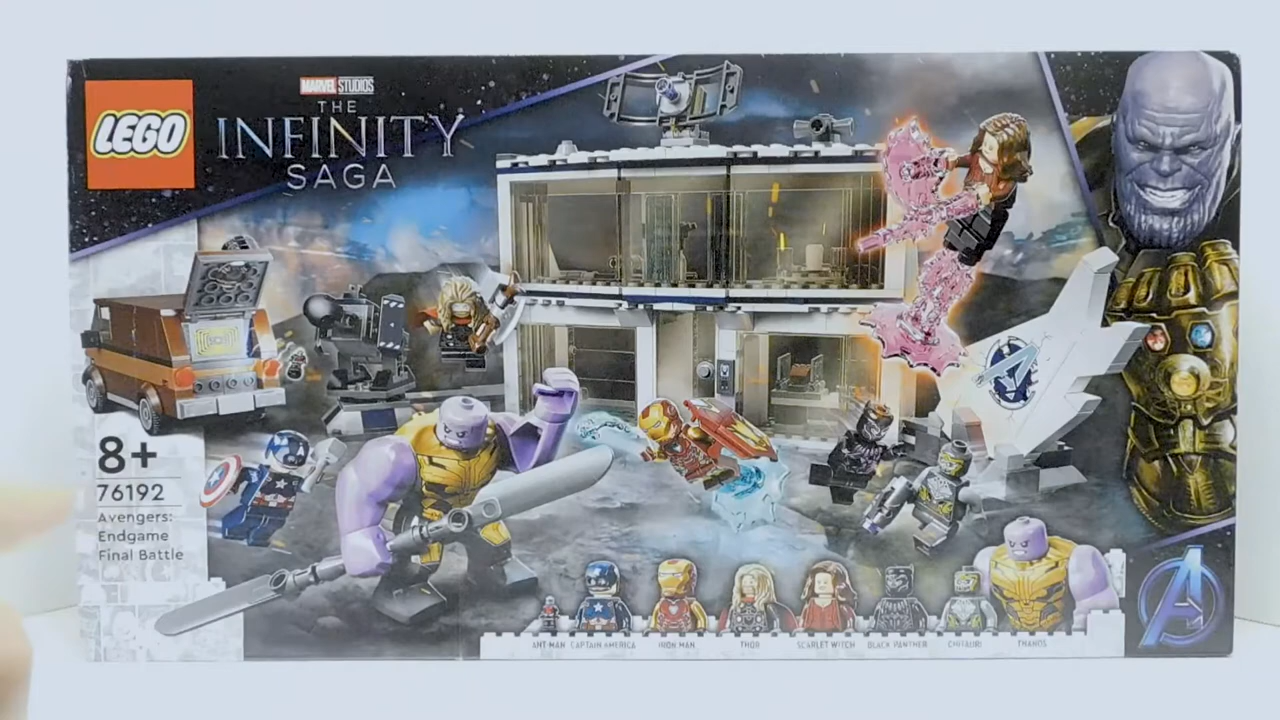 LEGO
MARVEL STUDIOS
THE
INFINITY
SAGA
8+
76192
Avengers:
Endgame
Final Battle
ANT-MAN CAPTAIN AMERICA IRON MAN THOR SCARLET WITCH BLACK PANTHER CHITAURI THANOS